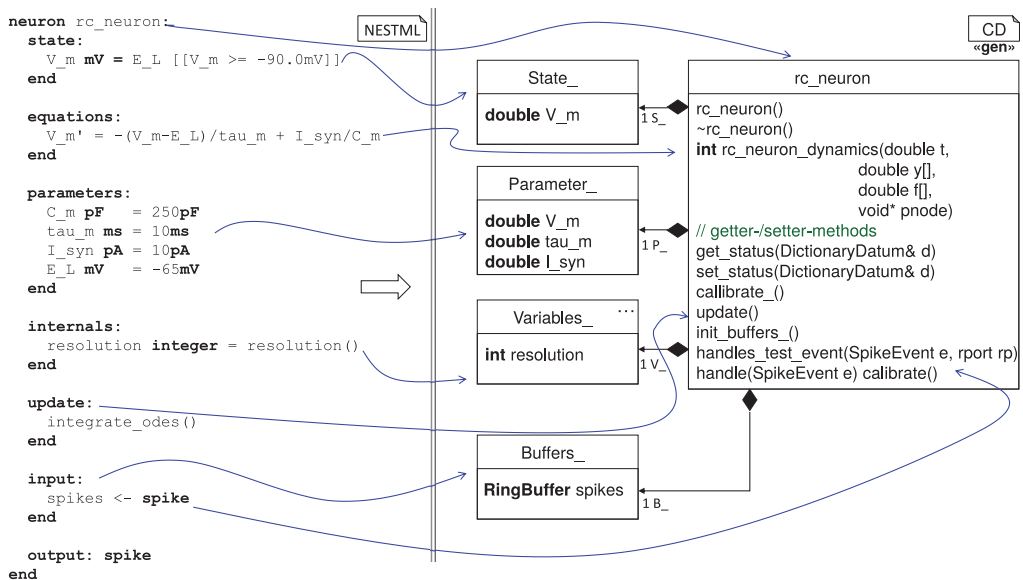 neuron rc_neuron:
state:
V_m mV = E_L [[V_m >= -90.0mV]]
end
equations:
V_m' = -(V_m-E_L)/tau_m + I_syn/C_m
end
parameters:
C_m pF = 250pF
tau_m ms = 10ms
I_syn pA = 10pA
E_L mV = -65mV
end
internals:
resolution integer = resolution()
end
update:
integrate_odes()
end
input:
spikes <- spike
end
output: spike
end
NESTML
CD
«gen»
State_
double V_m
1 S_
Parameter_
double V_m
double tau_m
double I_syn
1 P_
Variables_
...
int resolution
1 V_
Buffers_
RingBuffer spikes
1 B_
rc_neuron
rc_neuron()
~rc_neuron()
int rc_neuron_dynamics(double t,
double y[],
double f[],
void* pnode)
// getter-/setter-methods
get_status(DictionaryDatum& d)
set_status(DictionaryDatum& d)
callibrate_()
update()
init_buffers_()
handles_test_event(SpikeEvent e, rport rp)
handle(SpikeEvent e) calibrate()